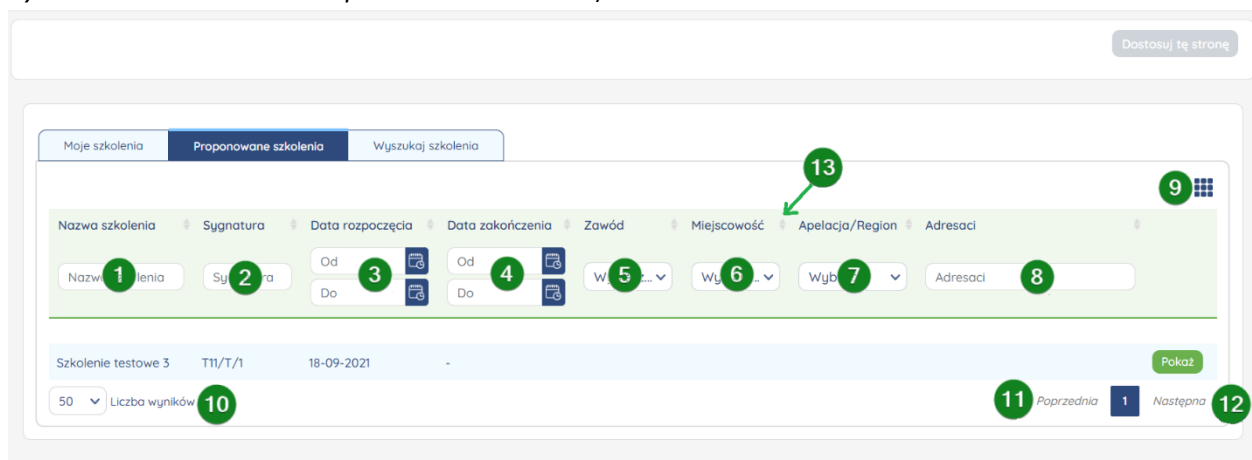 Dostosuj tę stronę
Moje szkolenia Proponowane szkolenia Wyszukaj szkolenia
13
9
Nazwa szkolenia Sygnatura Data rozpoczęcia Data zakończenia Zawód Miejscowość Apelacja/Region Adresaci
Od Od
1 2 3 4 5 6 7 Adresaci 8
Do Do
Szkolenie testowe 3 T11/T/1 18-09-2021 - Pokaż
50 Liczba wyników 10 11 Poprzednia 1 Następna 12